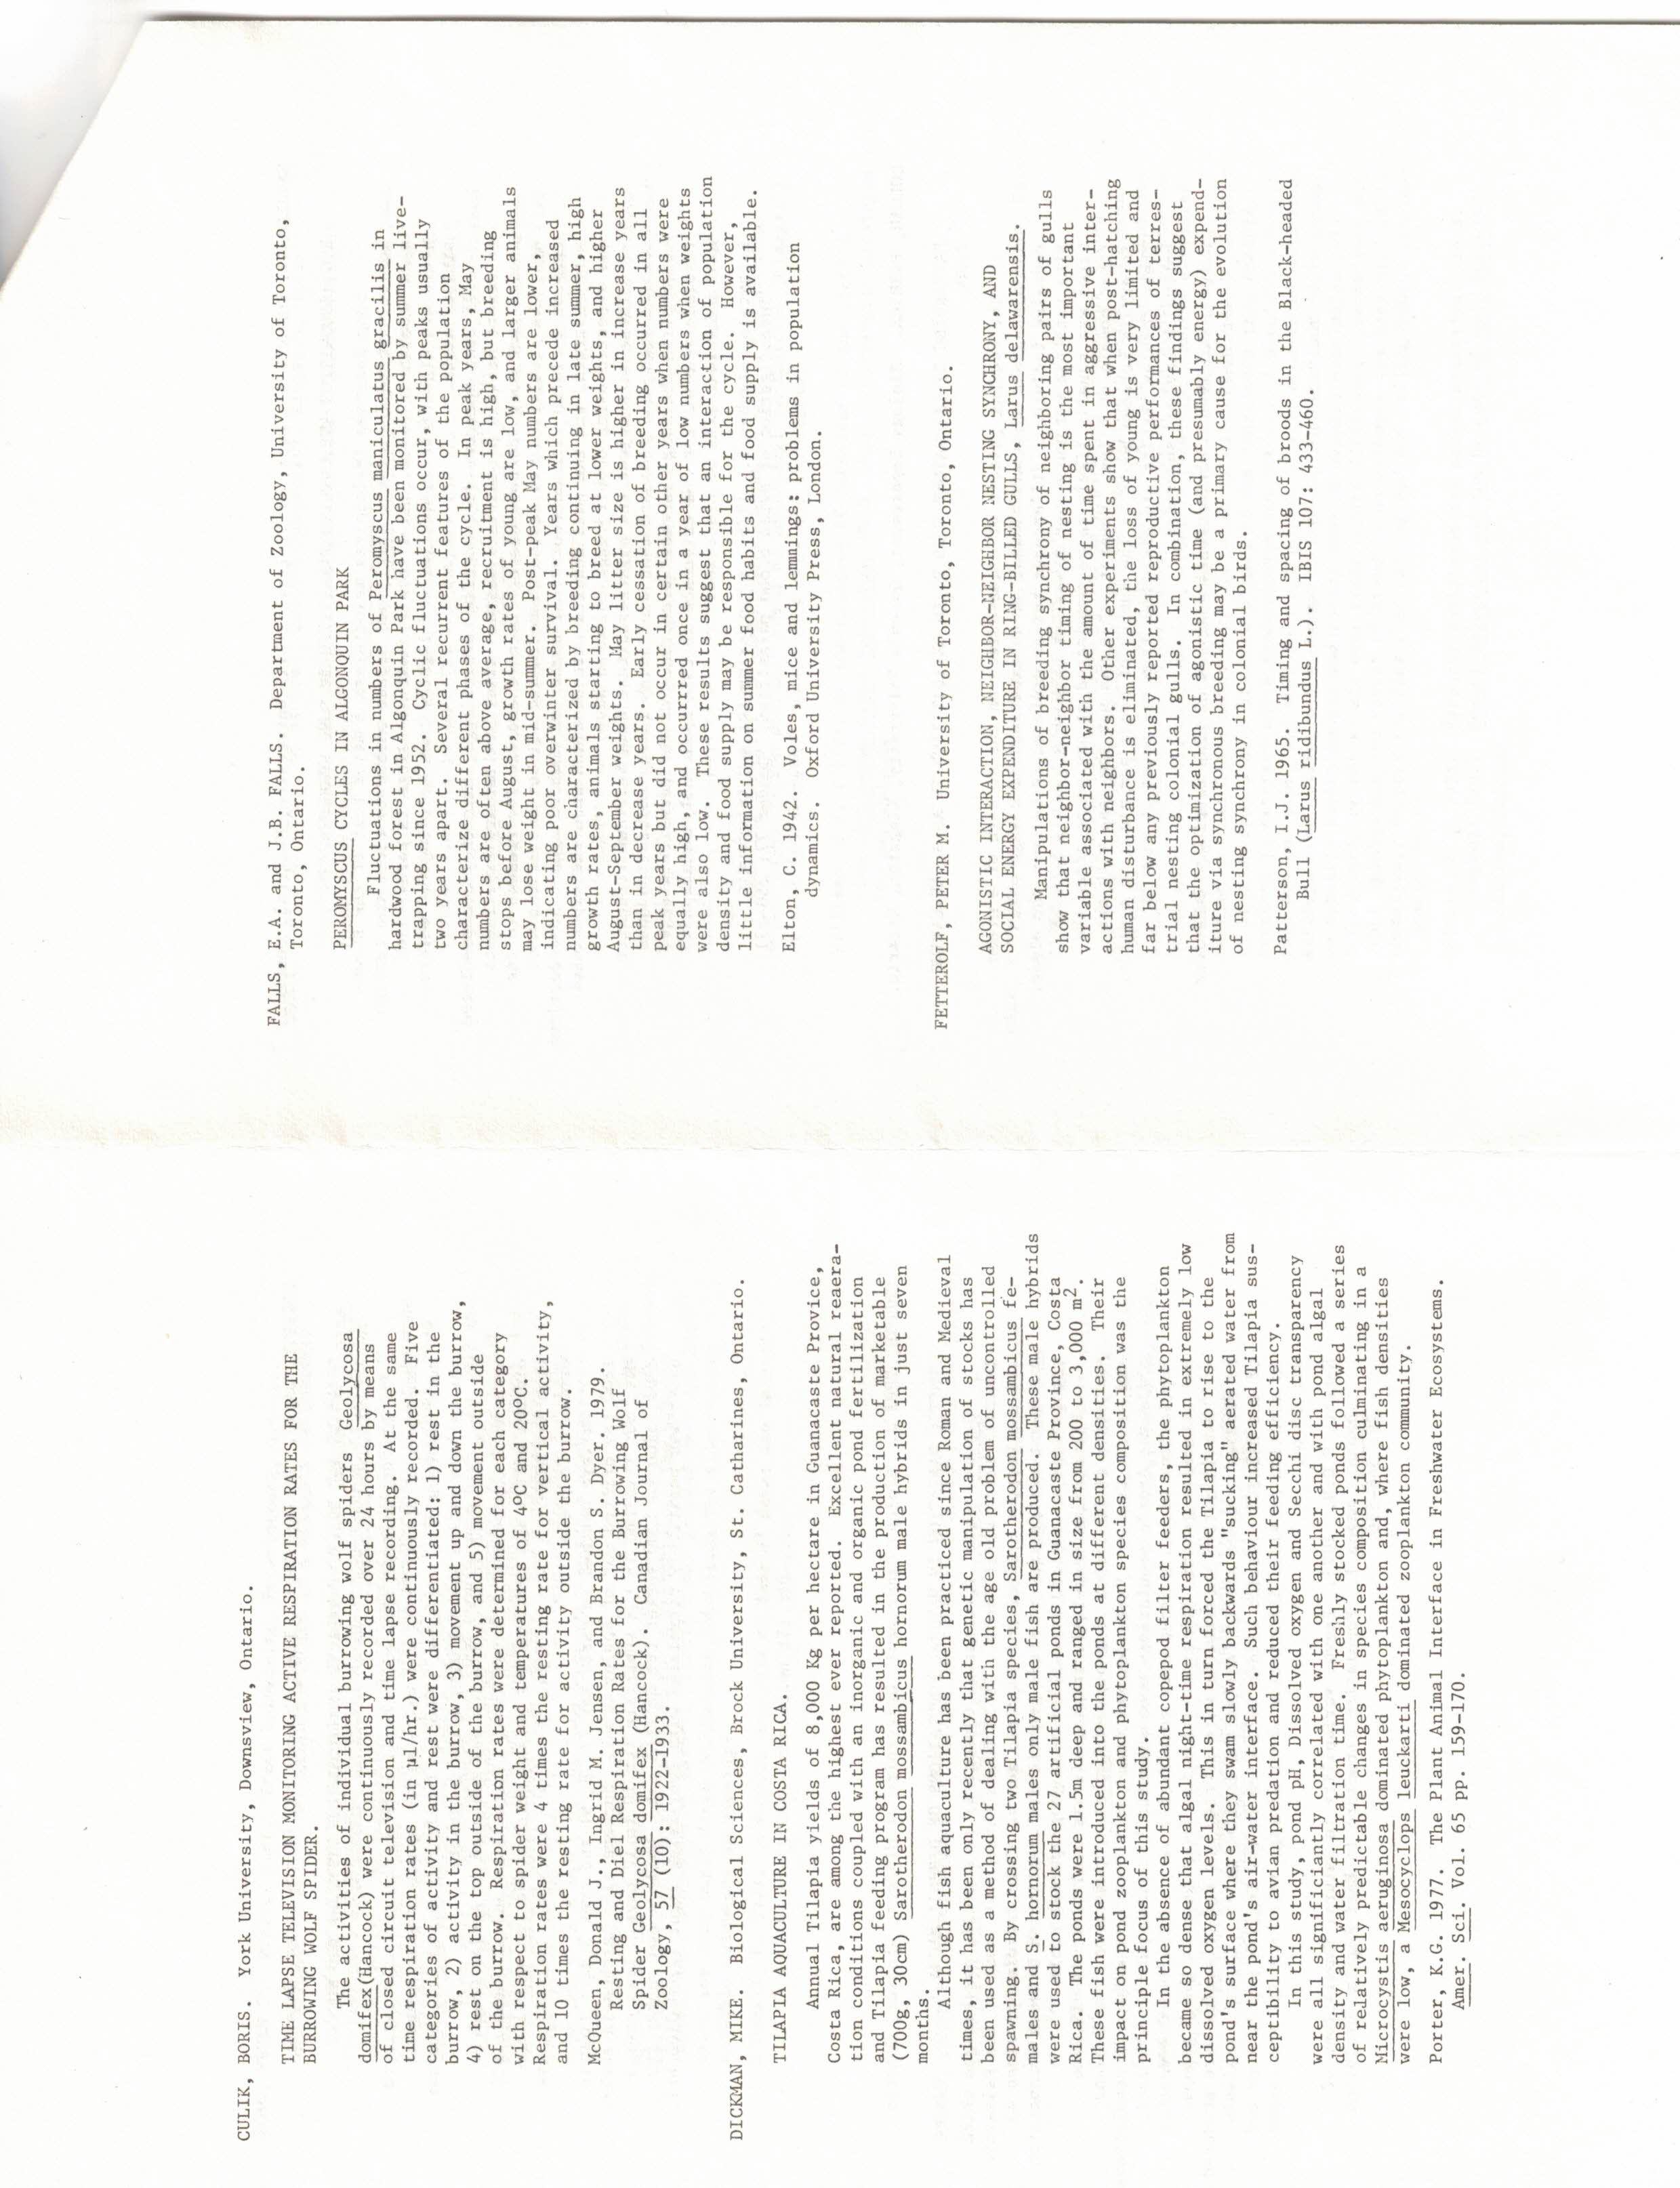 CULIK, BORIS. York University, Downsview, Ontario.
TIME LAPSE TELEVISION MONITORING ACTIVE RESPIRATION RATES FOR THE
BURROWING WOLF SPIDER.
The activities of individual burrowing wolf spiders Geolycosa
domifex(Hancock) were continuously recorded over 24 hours by means
of closed circuit television and time lapse recording. At the same
time respiration rates (in µl/hr.) were continuously recorded. Five
categories of activity and rest were differentiated: 1) rest in the
burrow, 2) activity in the burrow, 3) movement up and down the burrow,
4) rest on the top outside of the burrow, and 5) movement outside
of the burrow. Respiration rates were determined for each category
with respect to spider weight and temperatures of 4ºC and 20ºC.
Respiration rates were 4 times the resting rate for vertical activity,
and 10 times the resting rate for activity outside the burrow.
McQueen, Donald J., Ingrid M. Jensen, and Brandon S. Dyer. 1979.
Resting and Diel Respiration Rates for the Burrowing Wolf
Spider Geolycosa domifex (Hancock). Canadian Journal of
Zoology, 57 (10): 1922-1933.
DICKMAN, MIKE. Biological Sciences, Brock University, St. Catharines, Ontario.
TILAPIA AQUACULTURE IN COSTA RICA.
Annual Tilapia yields of 8,000 Kg per hectare in Guanacaste Provice,
Costa Rica, are among the highest ever reported. Excellent natural reaera-
tion conditions coupled with an inorganic and organic pond fertilization
and Tilapia feeding program has resulted in the production of marketable
(700g, 30cm) Sarotherodon mossambicus hornorum male hybrids in just seven
months.
Although fish aquaculture has been practiced since Roman and Medieval
times, it has been only recently that genetic manipulation of stocks has
been used as a method of dealing with the age old problem of uncontrolled
spawning. By crossing two Tilapia species, Sarotherodon mossambicus fe-
males and S. hornorum males only male fish are produced. These male hybrids
were used to stock the 27 artificial ponds in Guanacaste Province, Costa
Rica. The ponds were 1.5m deep and ranged in size from 200 to 3,000 m².
These fish were introduced into the ponds at different densities. Their
impact on pond zooplankton and phytoplankton species composition was the
principle focus of this study.
In the absence of abundant copepod filter feeders, the phytoplankton
became so dense that algal night-time respiration resulted in extremely low
dissolved oxygen levels. This in turn forced the Tilapia to rise to the
pond's surface where they swam slowly backwards "sucking" aerated water from
near the pond's air-water interface. Such behaviour increased Tilapia sus-
ceptibility to avian predation and reduced their feeding efficiency.
In this study, pond pH, Dissolved oxygen and Secchi disc transparency
were all significiantly correlated with one another and with pond algal
density and water filtration time. Freshly stocked ponds followed a series
of relatively predictable changes in species composition culminating in a
Microcystis aeruginosa dominated phytoplankton and, where fish densities
were low, a Mesocyclops leuckarti dominated zooplankton community.
Porter, K.G. 1977. The Plant Animal Interface in Freshwater Ecosystems.
Amer. Sci. Vol. 65 pp. 159-170.
FALLS, E.A. and J.B. FALLS. Department of Zoology, University of Toronto,
Toronto, Ontario.
PEROMYSCUS CYCLES IN ALGONQUIN PARK
Fluctuations in numbers of Peromyscus maniculatus gracilis in
hardwood forest in Algonquin Park have been monitored by summer live-
trapping since 1952. Cyclic fluctuations occur, with peaks usually
two years apart. Several recurrent features of the population
characterize different phases of the cycle. In peak years, May
numbers are often above average, recruitment is high, but breeding
stops before August, growth rates of young are low, and larger animals
may lose weight in mid-summer. Post-peak May numbers are lower,
indicating poor overwinter survival. Years which precede increased
numbers are characterized by breeding continuing in late summer, high
growth rates, animals starting to breed at lower weights, and higher
August-September weights. May litter size is higher in increase years
than in decrease years. Early cessation of breeding occurred in all
peak years but did not occur in certain other years when numbers were
equally high, and occurred once in a year of low numbers when weights
were also low. These results suggest that an interaction of population
density and food supply may be responsible for the cycle. However,
little information on summer food habits and food supply is available.
Elton, C. 1942. Voles, mice and lemmings: problems in population
dynamics. Oxford University Press, London.
FETTEROLF, PETER M. University of Toronto, Toronto, Ontario.
AGONISTIC INTERACTION, NEIGHBOR-NEIGHBOR NESTING SYNCHRONY, AND
SOCIAL ENERGY EXPENDITURE IN RING-BILLED GULLS, Larus delawarensis.
Manipulations of breeding synchrony of neighboring pairs of gulls
show that neighbor-neighbor timing of nesting is the most important
variable associated with the amount of time spent in aggressive inter-
actions with neighbors. Other experiments show that when post-hatching
human disturbance is eliminated, the loss of young is very limited and
far below any previously reported reproductive performances of terres-
trial nesting colonial gulls. In combination, these findings suggest
that the optimization of agonistic time (and presumably energy) expend-
iture via synchronous breeding may be a primary cause for the evolution
of nesting synchrony in colonial birds.
Patterson, I.J. 1965. Timing and spacing of broods in the Black-headed
Bull (Larus ridibundus L.). IBIS 107: 433-460.